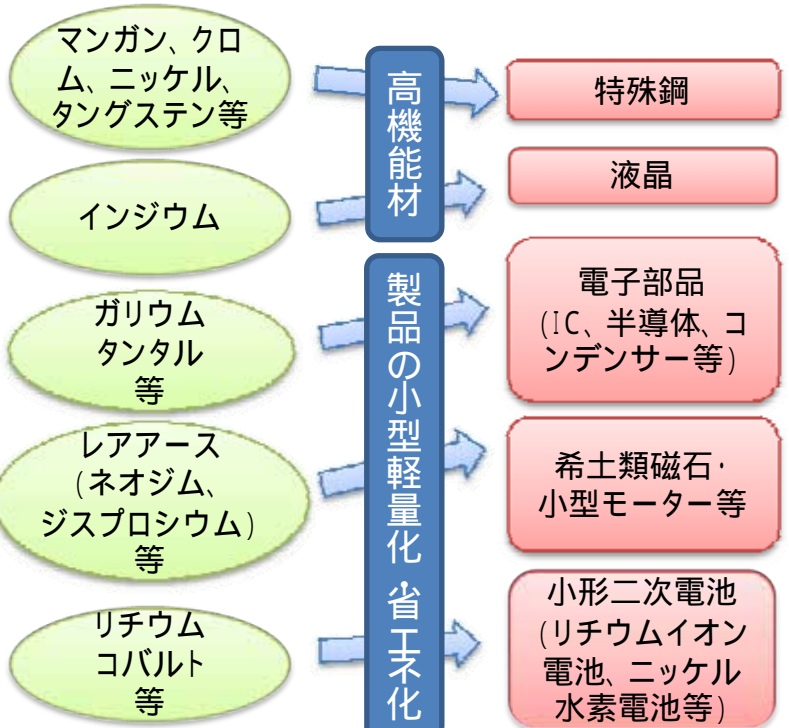 マンガン、クロ
ム、ニッケル、
タングステン等
高機能材
特殊鋼
インジウム
液晶
ガリウム
タンタル
等
製品の小型軽量化・省エネ化
電子部品
(IC、半導体、コ
ンデンサー等)
レアアース
(ネオジム、
ジスプロシウム)
等
希土類磁石・
小型モーター等
リチウム
コバルト
等
小形二次電池
(リチウムイオン
電池、ニッケル
水素電池等)